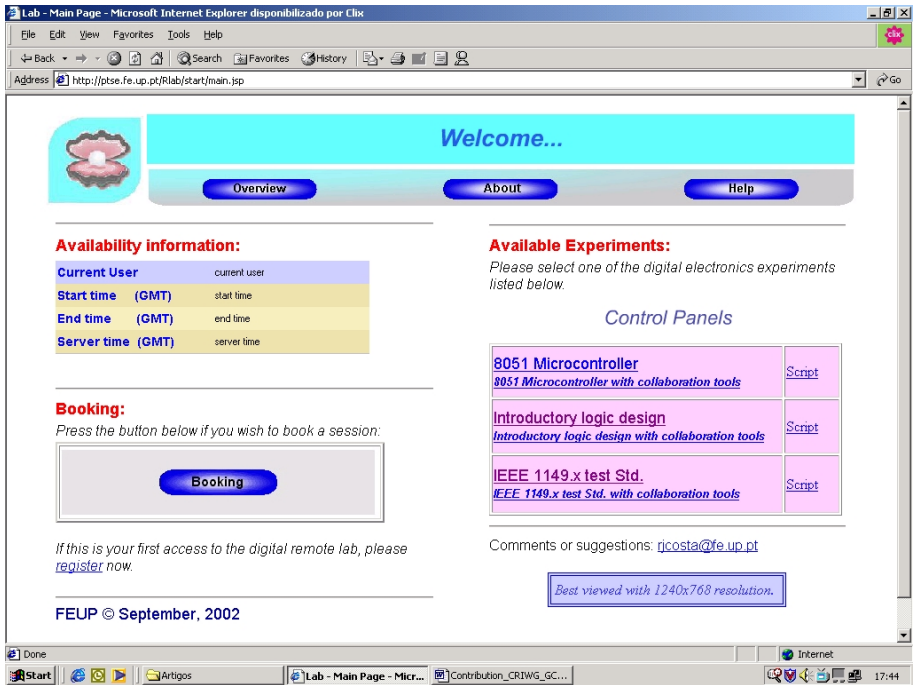 Lab - Main Page - Microsoft Internet Explorer disponibilizado por Clix
File Edit View Favorites Tools Help
clix
Back Search Favorites History
Address http://ptse.fe.up.pt/Rlab/start/main.jsp Go
Welcome...
Overview About Help
Availability information:
Current User current user
Start time (GMT) start time
End time (GMT) end time
Server time (GMT) server time
Booking:
Press the button below if you wish to book a session:
Booking
If this is your first access to the digital remote lab, please
register now.
FEUP © September, 2002
Available Experiments:
Please select one of the digital electronics experiments
listed below.
Control Panels
8051 Microcontroller
8051 Microcontroller with collaboration tools
Script
Introductory logic design
Introductory logic design with collaboration tools
Script
IEEE 1149.x test Std.
IEEE 1149.x test Std. with collaboration tools
Script
Comments or suggestions: rjcosta@fe.up.pt
Best viewed with 1240x768 resolution.
Done Internet
Start Artigos Lab - Main Page - Micr... Contribution_CRIWG_GC... 17:44